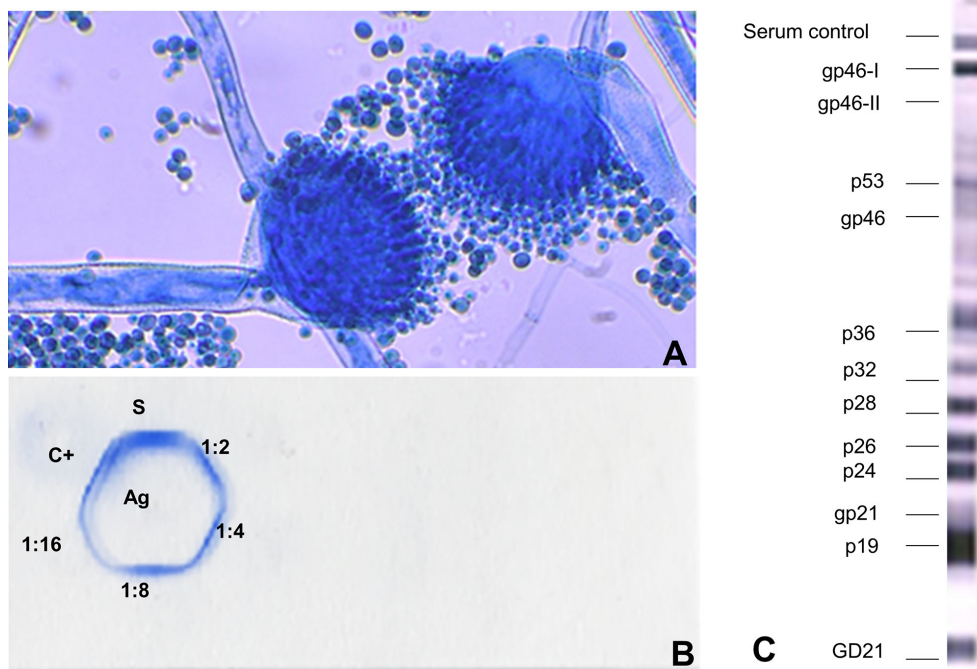 A
S
C+
1:2
Ag
1:4
1:16
1:8
B
Serum control
gp46-I
gp46-II
p53
gp46
p36
p32
p28
p26
p24
gp21
p19
GD21
C